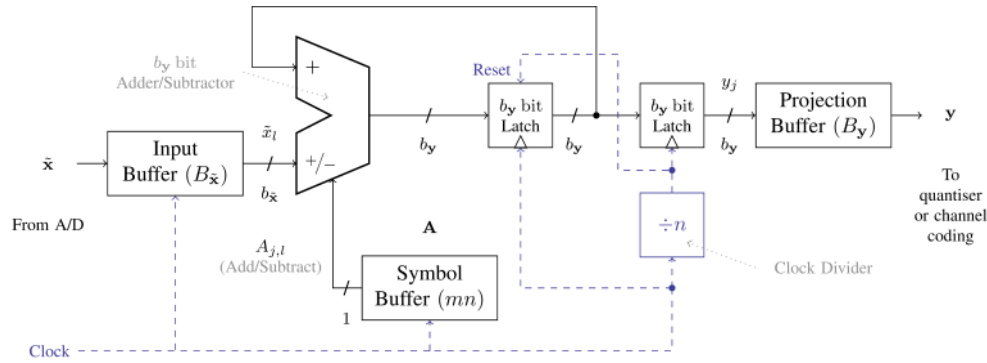 b_y bit
Adder/Subtractor
+
+/−
x̃
From A/D
Input
Buffer (B_x̃)
x̃_l
b_x̃
A_{j,l}
(Add/Subtract)
1
A
Symbol
Buffer (mn)
b_y
Reset
b_y bit
Latch
b_y
b_y bit
Latch
y_j
b_y
Projection
Buffer (B_y)
y
To
quantiser
or channel
coding
÷n
Clock Divider
Clock